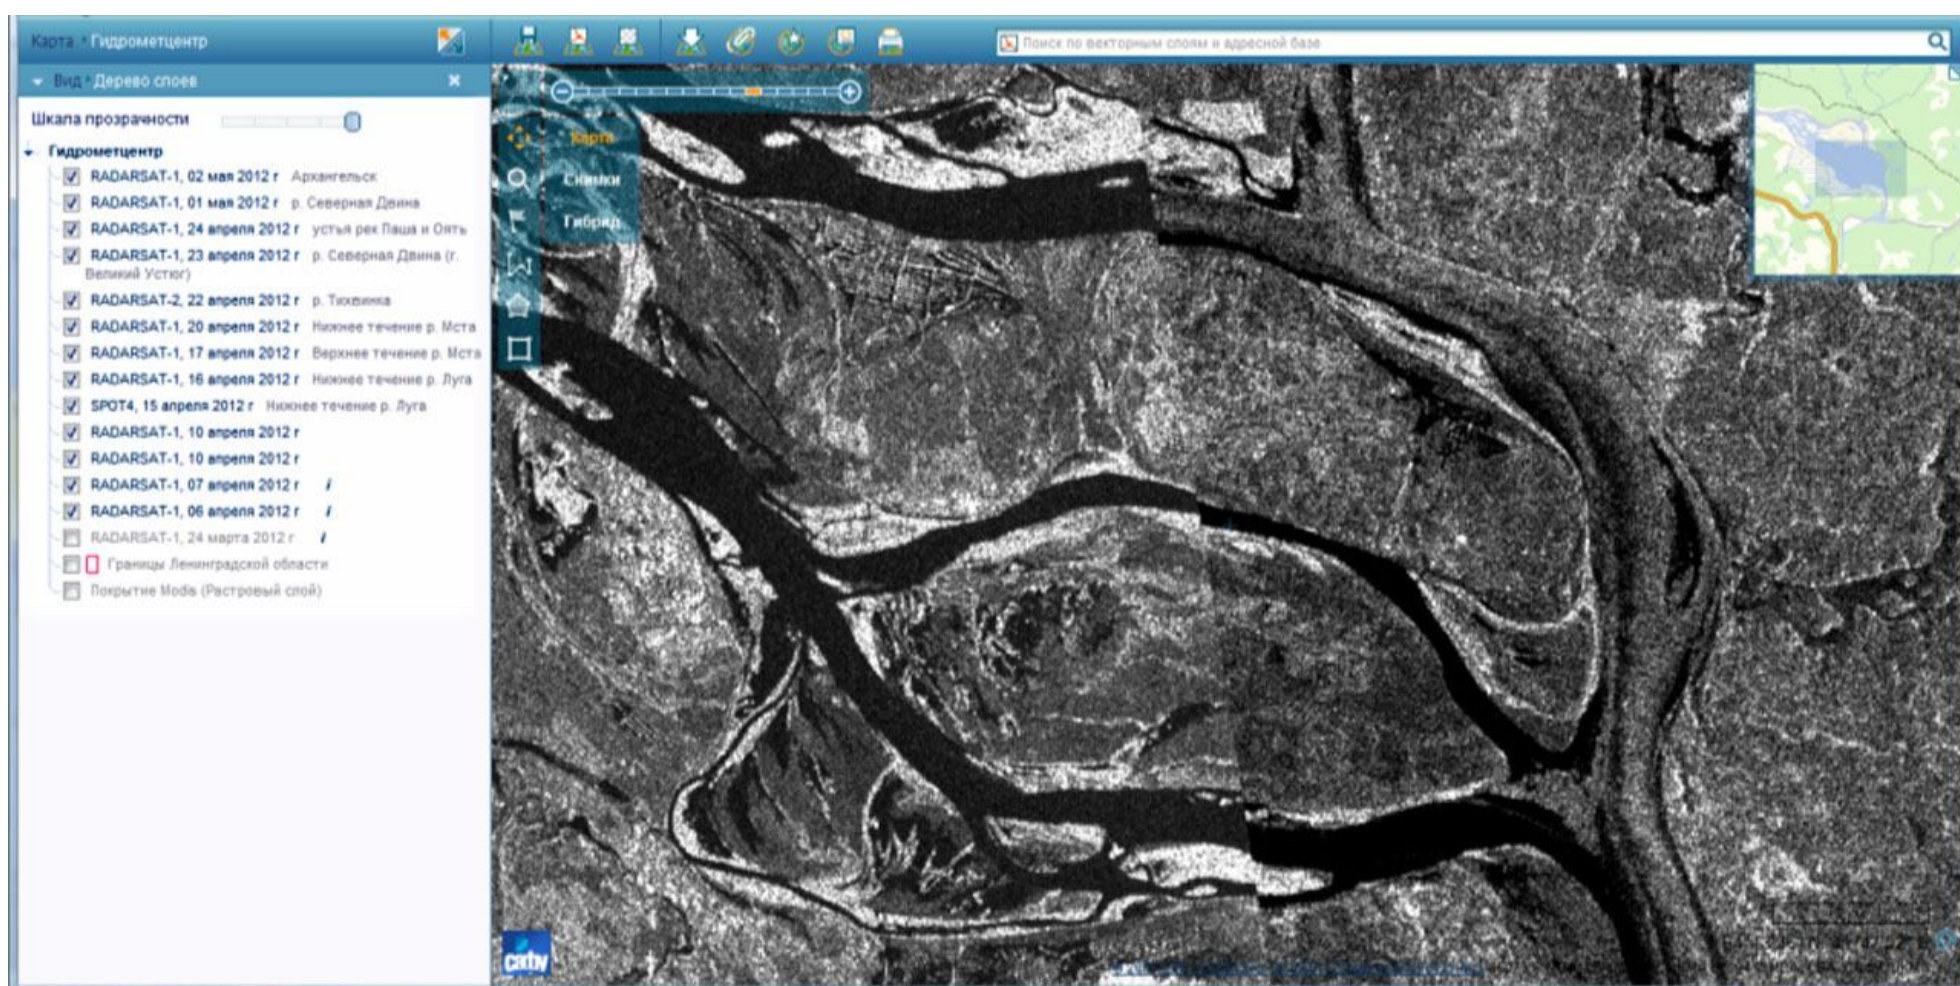 Карта Гидрометцентр
Поиск по векторным слоям и адресной базе
Вид Дерево слоев
Шкала прозрачности
Карта
Снимки
Гибрид
Гидрометцентр
RADARSAT-1, 02 мая 2012 г Архангельск
RADARSAT-1, 01 мая 2012 г р. Северная Двина
RADARSAT-1, 24 апреля 2012 г устья рек Паша и Оять
RADARSAT-1, 23 апреля 2012 г р. Северная Двина (г.
Великий Устюг)
RADARSAT-2, 22 апреля 2012 г р. Тихвинка
RADARSAT-1, 20 апреля 2012 г Нижнее течение р. Мста
RADARSAT-1, 17 апреля 2012 г Верхнее течение р. Мста
RADARSAT-1, 16 апреля 2012 г Нижнее течение р. Луга
SPOT4, 15 апреля 2012 г Нижнее течение р. Луга
RADARSAT-1, 10 апреля 2012 г
RADARSAT-1, 10 апреля 2012 г
RADARSAT-1, 07 апреля 2012 г i
RADARSAT-1, 06 апреля 2012 г i
RADARSAT-1, 24 марта 2012 г i
Границы Ленинградской области
Покрытие Modis (Растровый слой)